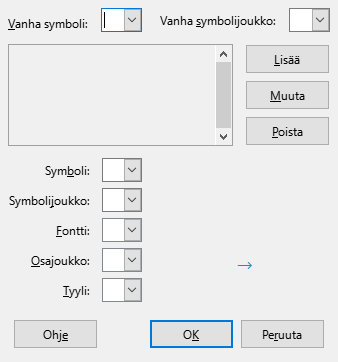 Vanha symboli: Vanha symbolijoukko:
Lisää
Muuta
Poista
Symboli:
Symbolijoukko:
Fontti:
Osajoukko: →
Tyyli:
Ohje OK Peruuta